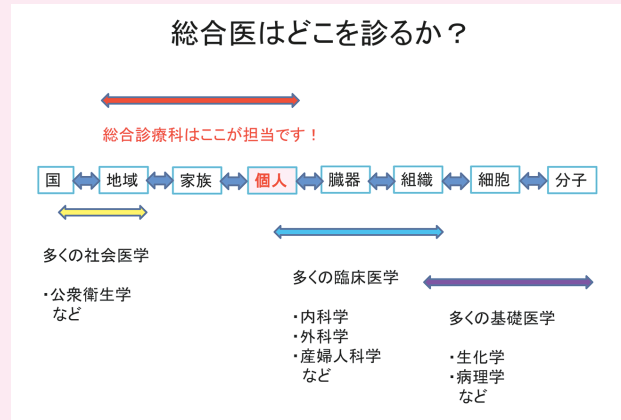 総合医はどこを診るか？
総合診療科はここが担当です！
国 地域 家族 個人 臓器 組織 細胞 分子
多くの社会医学
・公衆衛生学
など
多くの臨床医学
・内科学
・外科学
・産婦人科学
など
多くの基礎医学
・生化学
・病理学
など